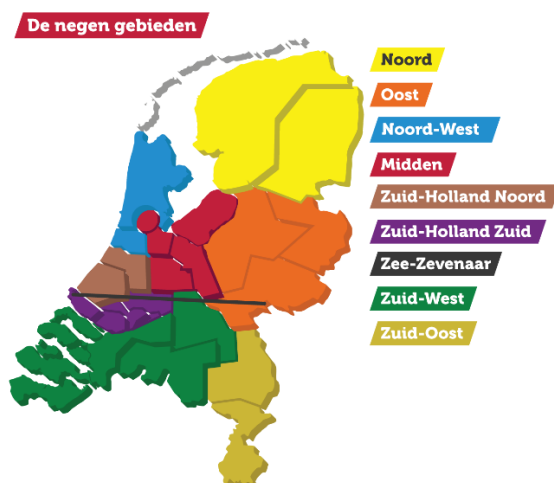 De negen gebieden
Noord
Oost
Noord-West
Midden
Zuid-Holland Noord
Zuid-Holland Zuid
Zee-Zevenaar
Zuid-West
Zuid-Oost